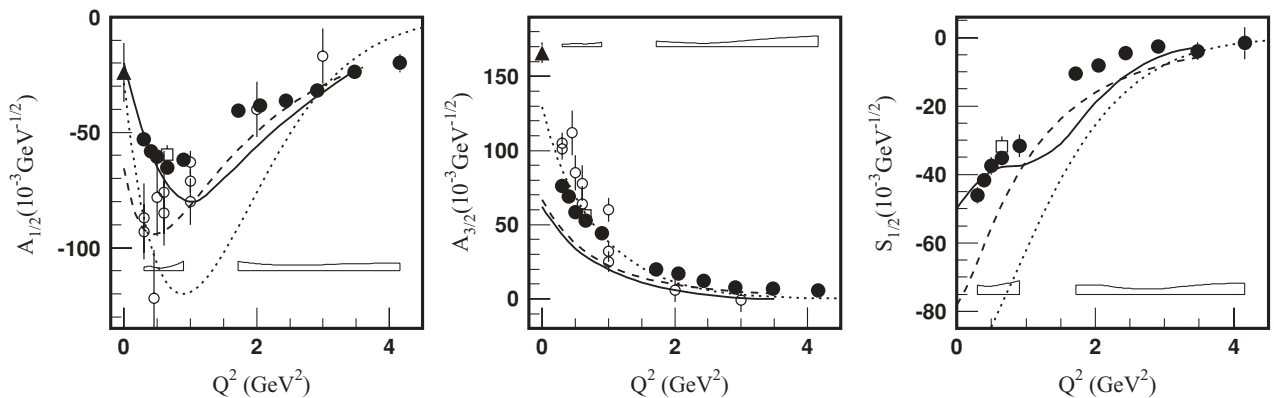 0
-50
-100
A1/2(10-3GeV-1/2)
0 2 4
Q2 (GeV2)
150
100
50
0
A3/2(10-3GeV-1/2)
0 2 4
Q2 (GeV2)
0
-20
-40
-60
-80
S1/2(10-3GeV-1/2)
0 2 4
Q2 (GeV2)